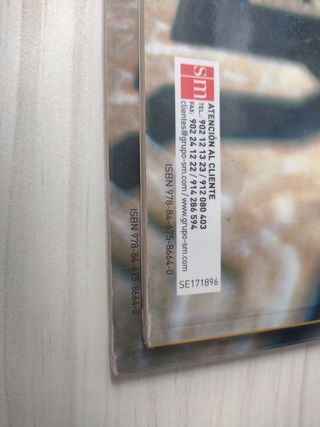 sm
ATENCIÓN AL CLIENTE
TEL.: 902 12 13 23 / 912 080 403
FAX: 902 24 12 22 / 914 286 594
clientes@grupo-sm.com / www.grupo-sm.com
SE171896
ISBN 978-84-675-8664-0
ISBN 978-84-675-8664-0